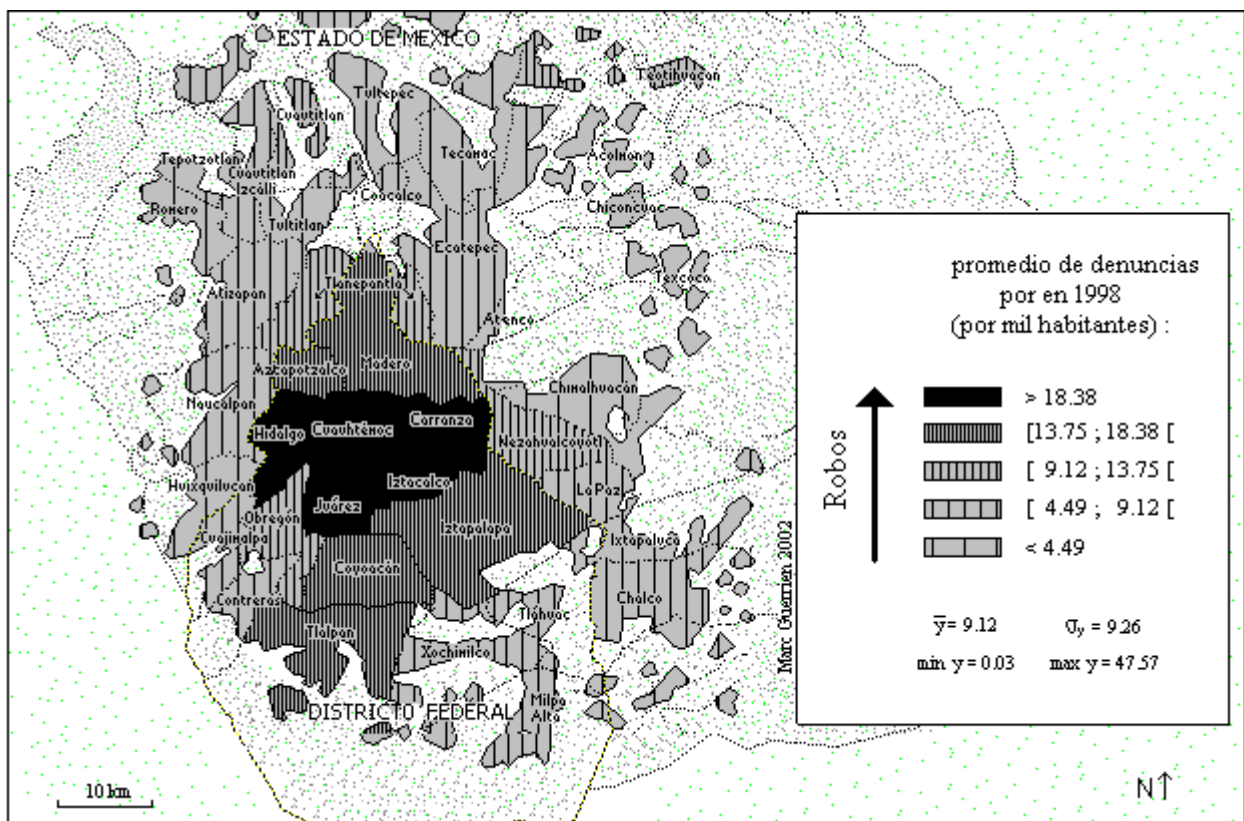 ESTADO DE MEXICO
Teotihuacán
Tultepec
Cuautitlan
Tecamac
Acolman
Tepotzotlan
Cuautitlan
Izcalli
Coacalco
Chiconcuac
Romero
Tultitlan
Ecatepec
Texcoco
Tlanepantla
Atizapan
Atenco
Aztapotzalco
Madero
Chimalhuacán
Naucalpan
Hidalgo
Cuauhtémoc
Carranza
Nezahualcoyotl
Huixquilucan
Iztacalco
La Paz
Juárez
Obregón
Iztapalapa
Cuajimalpa
Ixtapaluca
Coyoacán
Contreras
Chalco
Tláhuac
Tlalpan
Xochimilco
Milpa
Alta
DISTRICTO FEDERAL
10 km
promedio de denuncias
por en 1998
(por mil habitantes) :
Robos
> 18.38
[13.75 ; 18.38 [
[ 9.12 ; 13.75 [
[ 4.49 ; 9.12 [
< 4.49
y̅ = 9.12 σy = 9.26
min y = 0.03 max y = 47.57
Marc Guerrien 2002
N↑